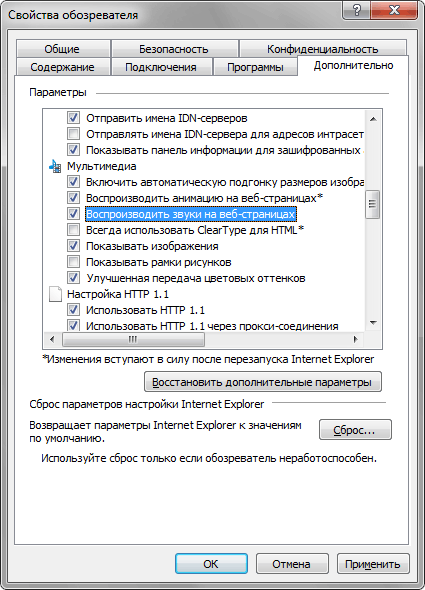 Свойства обозревателя
Общие
Безопасность
Конфиденциальность
Содержание
Подключения
Программы
Дополнительно
Параметры
Отправить имена IDN-серверов
Отправлять имена IDN-сервера для адресов интрасет
Показывать панель информации для зашифрованных
Мультимедиа
Включить автоматическую подгонку размеров изобра
Воспроизводить анимацию на веб-страницах*
Воспроизводить звуки на веб-страницах
Всегда использовать ClearType для HTML*
Показывать изображения
Показывать рамки рисунков
Улучшенная передача цветовых оттенков
Настройка HTTP 1.1
Использовать HTTP 1.1
Использовать HTTP 1.1 через прокси-соединения
*Изменения вступают в силу после перезапуска Internet Explorer
Восстановить дополнительные параметры
Сброс параметров настройки Internet Explorer
Возвращает параметры Internet Explorer к значениям
по умолчанию.
Сброс...
Используйте сброс только если обозреватель неработоспособен.
OK
Отмена
Применить